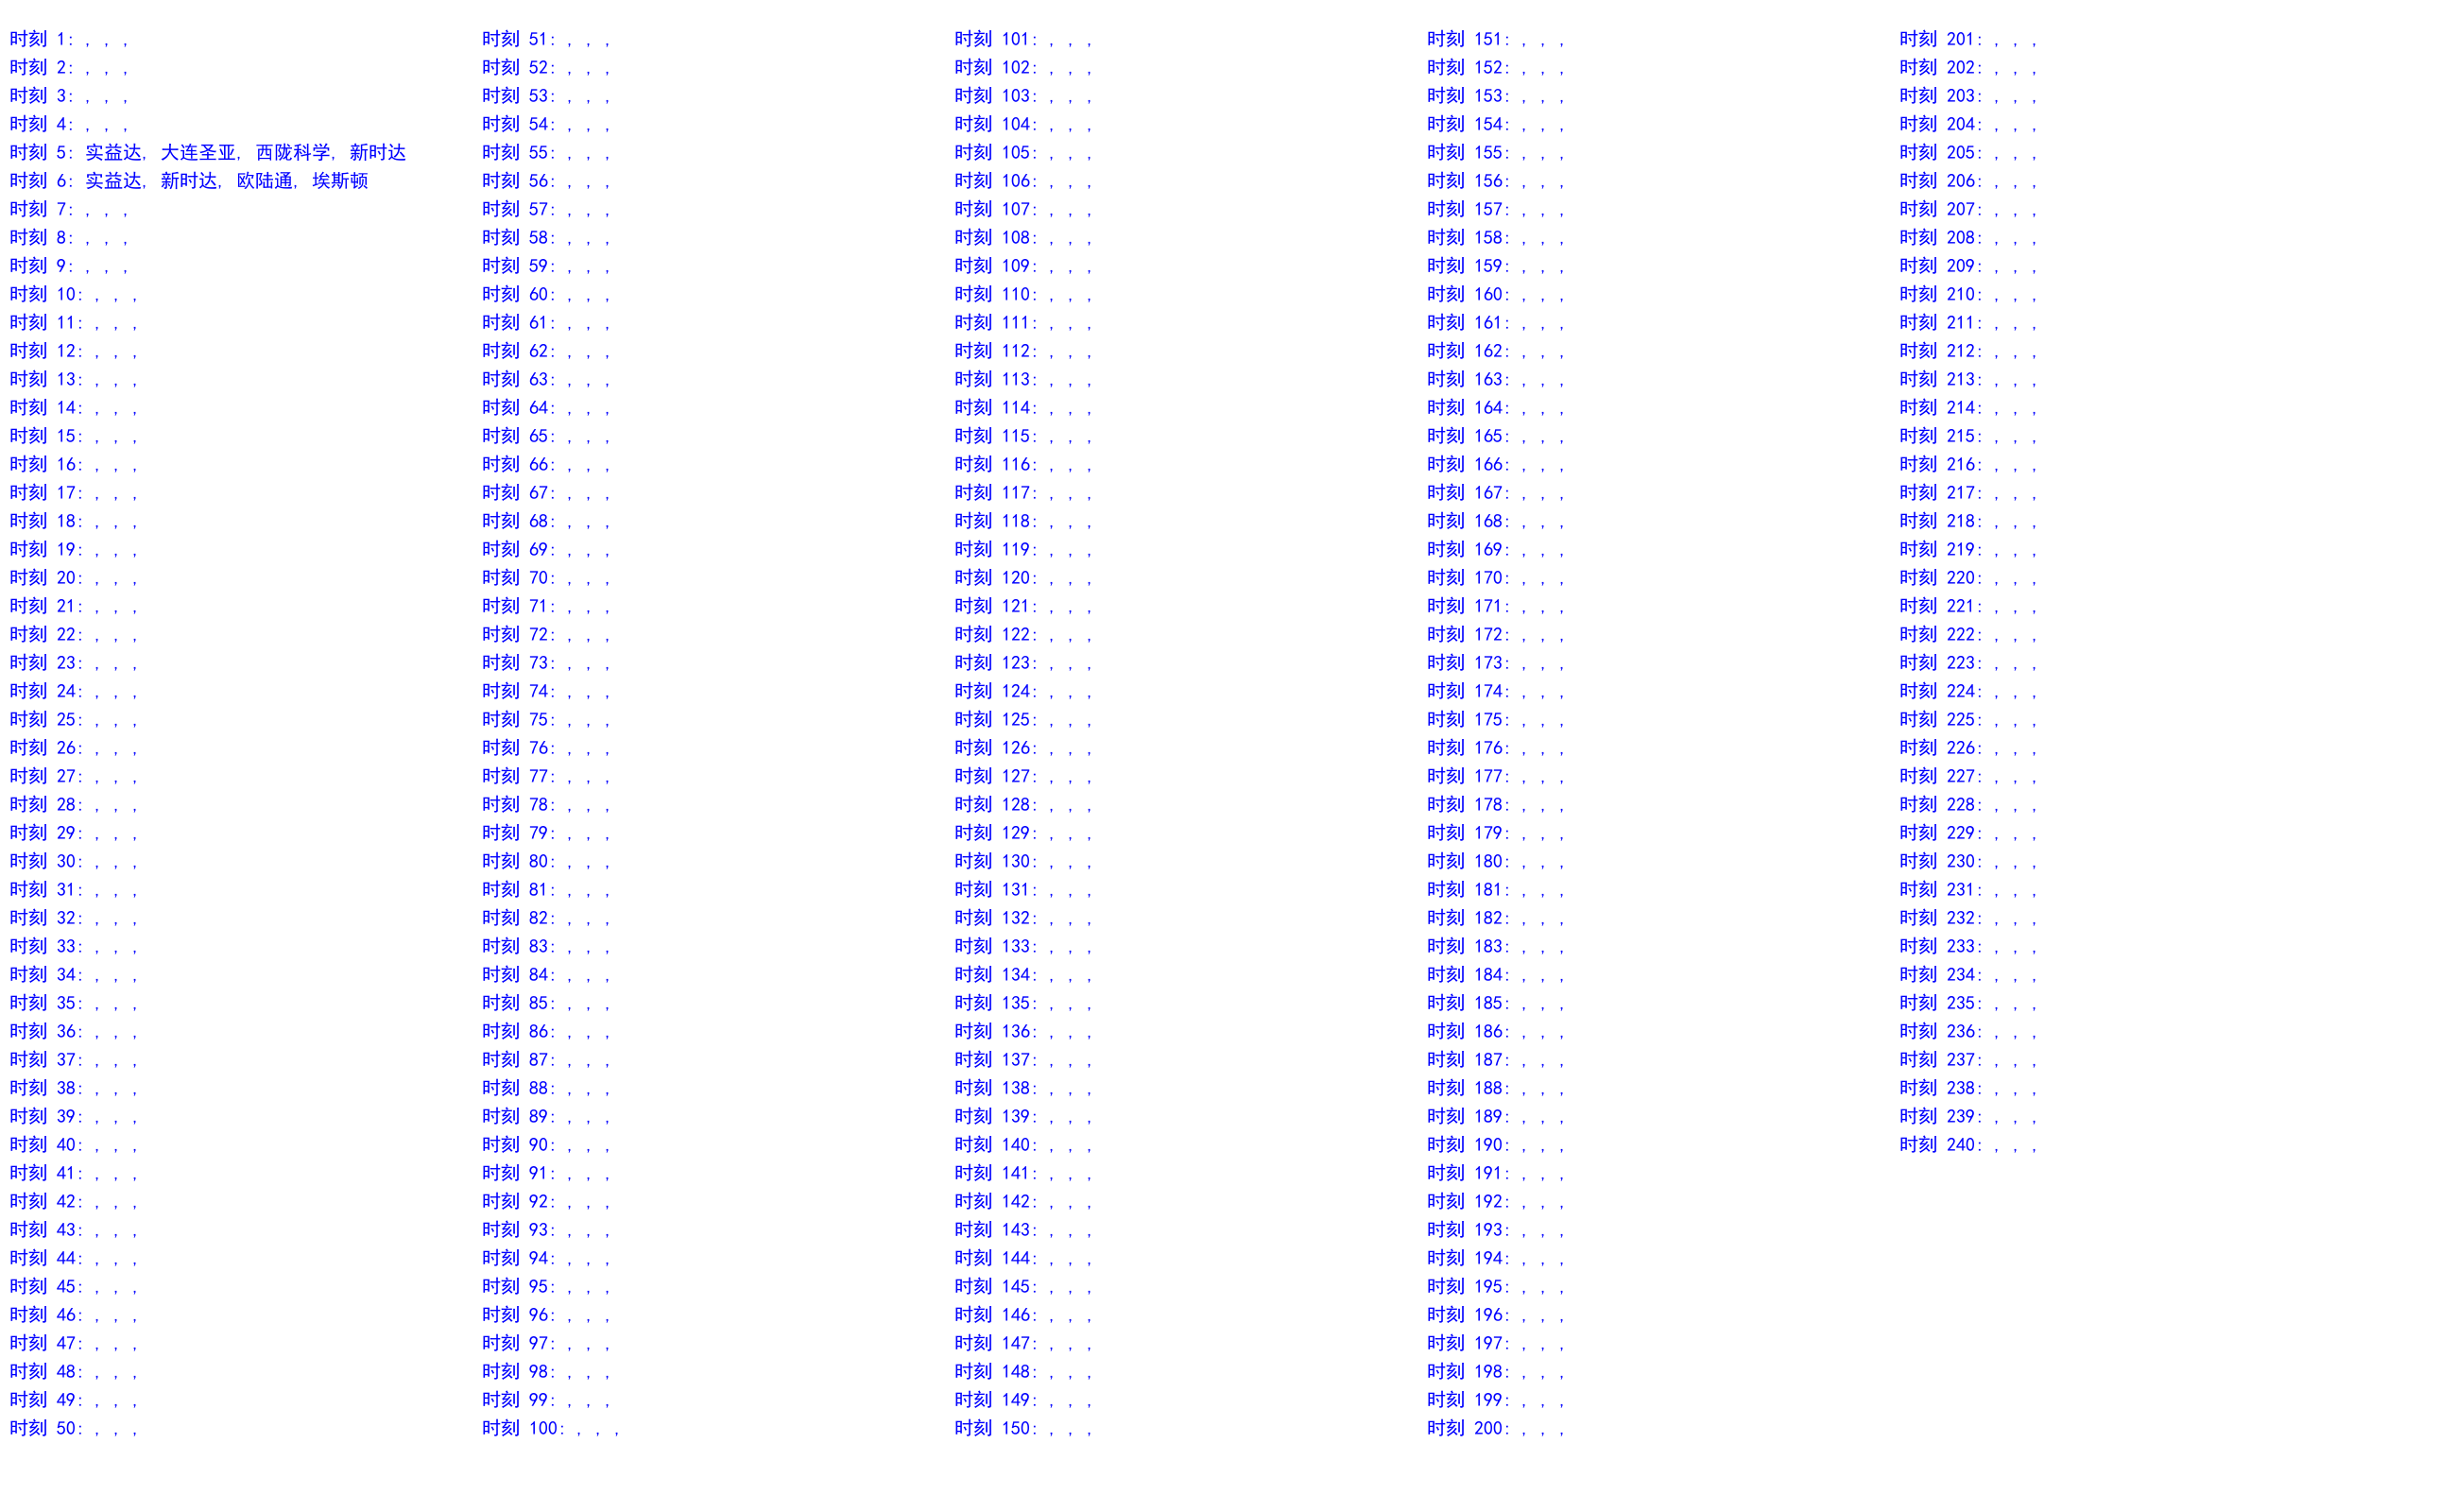 时刻 1: , , ,
时刻 2: , , ,
时刻 3: , , ,
时刻 4: , , ,
时刻 5: 实益达, 大连圣亚, 西陇科学, 新时达
时刻 6: 实益达, 新时达, 欧陆通, 埃斯顿
时刻 7: , , ,
时刻 8: , , ,
时刻 9: , , ,
时刻 10: , , ,
时刻 11: , , ,
时刻 12: , , ,
时刻 13: , , ,
时刻 14: , , ,
时刻 15: , , ,
时刻 16: , , ,
时刻 17: , , ,
时刻 18: , , ,
时刻 19: , , ,
时刻 20: , , ,
时刻 21: , , ,
时刻 22: , , ,
时刻 23: , , ,
时刻 24: , , ,
时刻 25: , , ,
时刻 26: , , ,
时刻 27: , , ,
时刻 28: , , ,
时刻 29: , , ,
时刻 30: , , ,
时刻 31: , , ,
时刻 32: , , ,
时刻 33: , , ,
时刻 34: , , ,
时刻 35: , , ,
时刻 36: , , ,
时刻 37: , , ,
时刻 38: , , ,
时刻 39: , , ,
时刻 40: , , ,
时刻 41: , , ,
时刻 42: , , ,
时刻 43: , , ,
时刻 44: , , ,
时刻 45: , , ,
时刻 46: , , ,
时刻 47: , , ,
时刻 48: , , ,
时刻 49: , , ,
时刻 50: , , ,
时刻 51: , , ,
时刻 52: , , ,
时刻 53: , , ,
时刻 54: , , ,
时刻 55: , , ,
时刻 56: , , ,
时刻 57: , , ,
时刻 58: , , ,
时刻 59: , , ,
时刻 60: , , ,
时刻 61: , , ,
时刻 62: , , ,
时刻 63: , , ,
时刻 64: , , ,
时刻 65: , , ,
时刻 66: , , ,
时刻 67: , , ,
时刻 68: , , ,
时刻 69: , , ,
时刻 70: , , ,
时刻 71: , , ,
时刻 72: , , ,
时刻 73: , , ,
时刻 74: , , ,
时刻 75: , , ,
时刻 76: , , ,
时刻 77: , , ,
时刻 78: , , ,
时刻 79: , , ,
时刻 80: , , ,
时刻 81: , , ,
时刻 82: , , ,
时刻 83: , , ,
时刻 84: , , ,
时刻 85: , , ,
时刻 86: , , ,
时刻 87: , , ,
时刻 88: , , ,
时刻 89: , , ,
时刻 90: , , ,
时刻 91: , , ,
时刻 92: , , ,
时刻 93: , , ,
时刻 94: , , ,
时刻 95: , , ,
时刻 96: , , ,
时刻 97: , , ,
时刻 98: , , ,
时刻 99: , , ,
时刻 100: , , ,
时刻 101: , , ,
时刻 102: , , ,
时刻 103: , , ,
时刻 104: , , ,
时刻 105: , , ,
时刻 106: , , ,
时刻 107: , , ,
时刻 108: , , ,
时刻 109: , , ,
时刻 110: , , ,
时刻 111: , , ,
时刻 112: , , ,
时刻 113: , , ,
时刻 114: , , ,
时刻 115: , , ,
时刻 116: , , ,
时刻 117: , , ,
时刻 118: , , ,
时刻 119: , , ,
时刻 120: , , ,
时刻 121: , , ,
时刻 122: , , ,
时刻 123: , , ,
时刻 124: , , ,
时刻 125: , , ,
时刻 126: , , ,
时刻 127: , , ,
时刻 128: , , ,
时刻 129: , , ,
时刻 130: , , ,
时刻 131: , , ,
时刻 132: , , ,
时刻 133: , , ,
时刻 134: , , ,
时刻 135: , , ,
时刻 136: , , ,
时刻 137: , , ,
时刻 138: , , ,
时刻 139: , , ,
时刻 140: , , ,
时刻 141: , , ,
时刻 142: , , ,
时刻 143: , , ,
时刻 144: , , ,
时刻 145: , , ,
时刻 146: , , ,
时刻 147: , , ,
时刻 148: , , ,
时刻 149: , , ,
时刻 150: , , ,
时刻 151: , , ,
时刻 152: , , ,
时刻 153: , , ,
时刻 154: , , ,
时刻 155: , , ,
时刻 156: , , ,
时刻 157: , , ,
时刻 158: , , ,
时刻 159: , , ,
时刻 160: , , ,
时刻 161: , , ,
时刻 162: , , ,
时刻 163: , , ,
时刻 164: , , ,
时刻 165: , , ,
时刻 166: , , ,
时刻 167: , , ,
时刻 168: , , ,
时刻 169: , , ,
时刻 170: , , ,
时刻 171: , , ,
时刻 172: , , ,
时刻 173: , , ,
时刻 174: , , ,
时刻 175: , , ,
时刻 176: , , ,
时刻 177: , , ,
时刻 178: , , ,
时刻 179: , , ,
时刻 180: , , ,
时刻 181: , , ,
时刻 182: , , ,
时刻 183: , , ,
时刻 184: , , ,
时刻 185: , , ,
时刻 186: , , ,
时刻 187: , , ,
时刻 188: , , ,
时刻 189: , , ,
时刻 190: , , ,
时刻 191: , , ,
时刻 192: , , ,
时刻 193: , , ,
时刻 194: , , ,
时刻 195: , , ,
时刻 196: , , ,
时刻 197: , , ,
时刻 198: , , ,
时刻 199: , , ,
时刻 200: , , ,
时刻 201: , , ,
时刻 202: , , ,
时刻 203: , , ,
时刻 204: , , ,
时刻 205: , , ,
时刻 206: , , ,
时刻 207: , , ,
时刻 208: , , ,
时刻 209: , , ,
时刻 210: , , ,
时刻 211: , , ,
时刻 212: , , ,
时刻 213: , , ,
时刻 214: , , ,
时刻 215: , , ,
时刻 216: , , ,
时刻 217: , , ,
时刻 218: , , ,
时刻 219: , , ,
时刻 220: , , ,
时刻 221: , , ,
时刻 222: , , ,
时刻 223: , , ,
时刻 224: , , ,
时刻 225: , , ,
时刻 226: , , ,
时刻 227: , , ,
时刻 228: , , ,
时刻 229: , , ,
时刻 230: , , ,
时刻 231: , , ,
时刻 232: , , ,
时刻 233: , , ,
时刻 234: , , ,
时刻 235: , , ,
时刻 236: , , ,
时刻 237: , , ,
时刻 238: , , ,
时刻 239: , , ,
时刻 240: , , ,